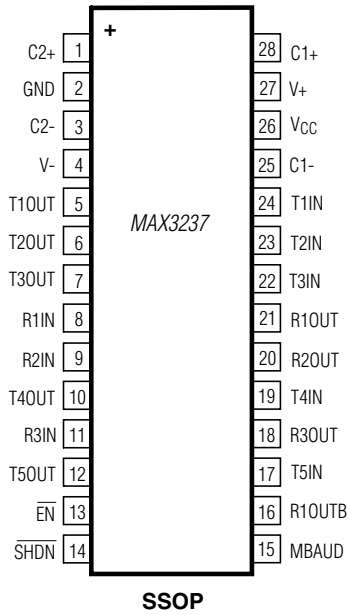 +
C2+ 1 28 C1+
GND 2 27 V+
C2- 3 26 VCC
V- 4 25 C1-
T1OUT 5 24 T1IN
T2OUT 6 MAX3237 23 T2IN
T3OUT 7 22 T3IN
R1IN 8 21 R1OUT
R2IN 9 20 R2OUT
T4OUT 10 19 T4IN
R3IN 11 18 R3OUT
T5OUT 12 17 T5IN
E̅N̅ 13 16 R1OUTB
S̅H̅D̅N̅ 14 15 MBAUD
SSOP